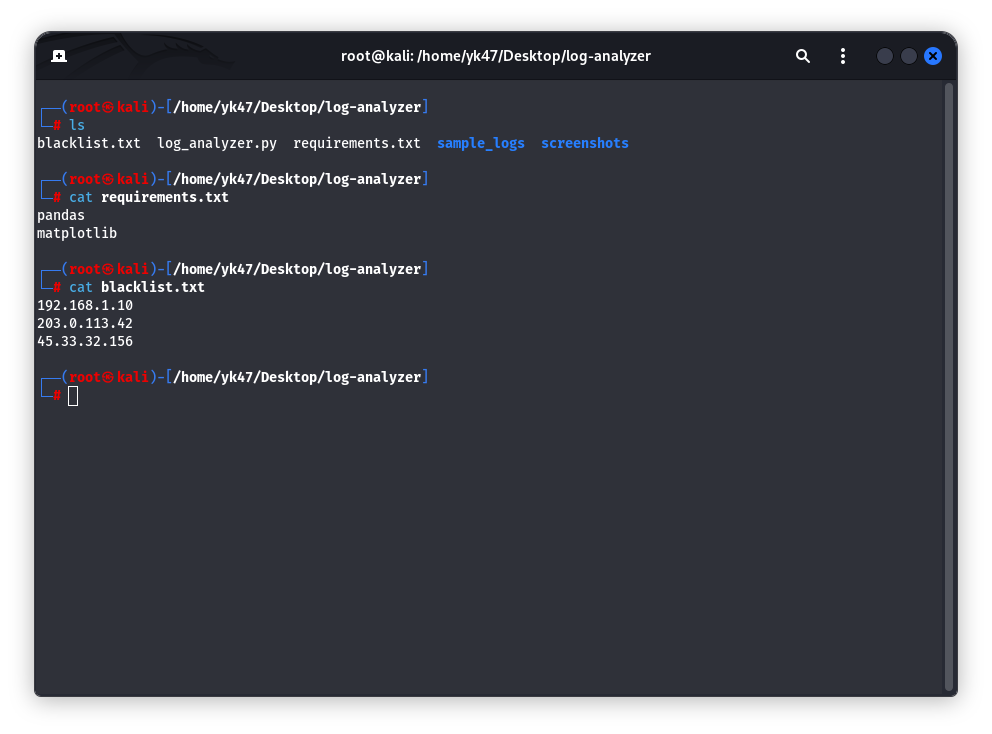 root@kali: /home/yk47/Desktop/log-analyzer
┌──(root㉿kali)-[/home/yk47/Desktop/log-analyzer]
└─# ls
blacklist.txt  log_analyzer.py  requirements.txt  sample_logs  screenshots
┌──(root㉿kali)-[/home/yk47/Desktop/log-analyzer]
└─# cat requirements.txt
pandas
matplotlib
┌──(root㉿kali)-[/home/yk47/Desktop/log-analyzer]
└─# cat blacklist.txt
192.168.1.10
203.0.113.42
45.33.32.156
┌──(root㉿kali)-[/home/yk47/Desktop/log-analyzer]
└─#